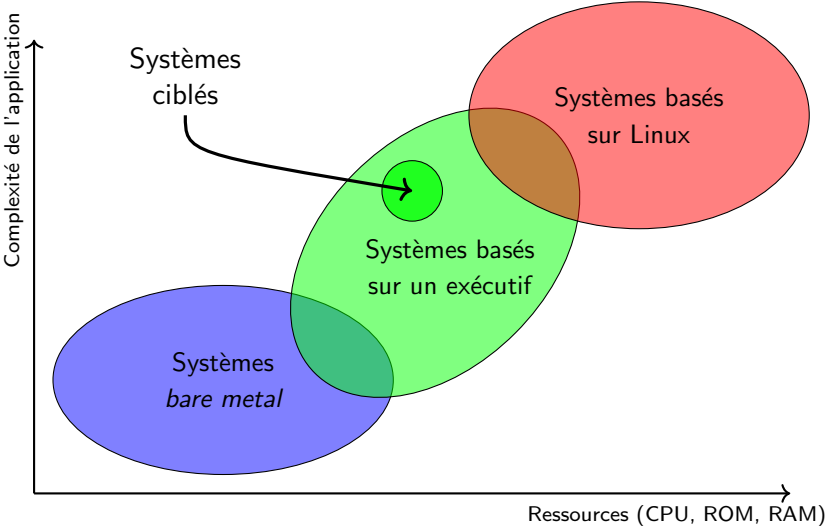 Complexité de l'application
Systèmes
ciblés
Systèmes basés
sur Linux
Systèmes basés
sur un exécutif
Systèmes
bare metal
Ressources (CPU, ROM, RAM)